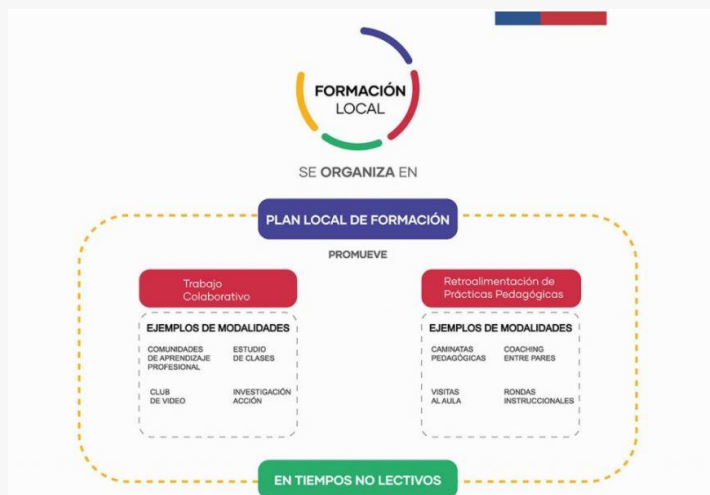 FORMACIÓN
LOCAL
SE ORGANIZA EN
PLAN LOCAL DE FORMACIÓN
PROMUEVE
Trabajo
Colaborativo
EJEMPLOS DE MODALIDADES
COMUNIDADES
DE APRENDIZAJE
PROFESIONAL
ESTUDIO
DE CLASES
CLUB
DE VIDEO
INVESTIGACIÓN
ACCIÓN
Retroalimentación de
Prácticas Pedagógicas
EJEMPLOS DE MODALIDADES
CAMINATAS
PEDAGÓGICAS
COACHING
ENTRE PARES
VISITAS
AL AULA
RONDAS
INSTRUCCIONALES
EN TIEMPOS NO LECTIVOS